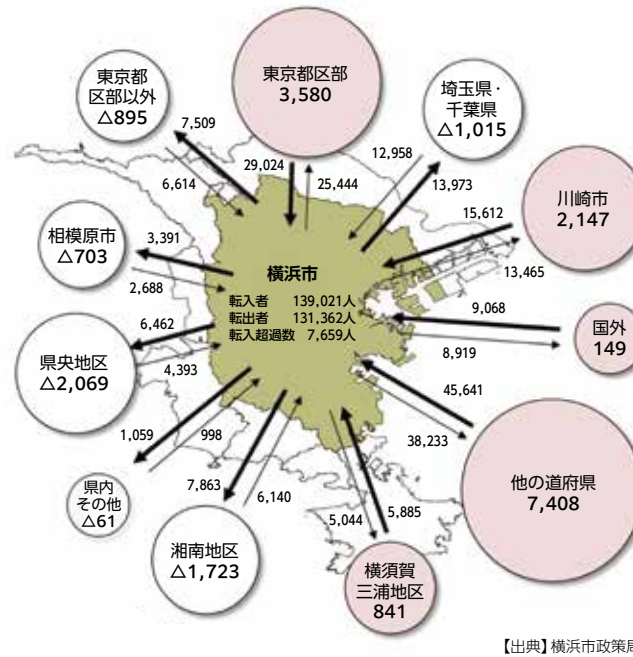 東京都
区部以外
△895
東京都区部
3,580
埼玉県・
千葉県
△1,015
7,509
6,614
29,024
25,444
12,958
13,973
川崎市
2,147
15,612
13,465
相模原市
△703
3,391
2,688
横浜市
転入者 139,021人
転出者 131,362人
転入超過数 7,659人
9,068
8,919
国外
149
県央地区
△2,069
6,462
4,393
45,641
38,233
他の道府県
7,408
県内
その他
△61
1,059
998
湘南地区
△1,723
7,863
6,140
5,044
5,885
横須賀
三浦地区
841
【出典】横浜市政策局